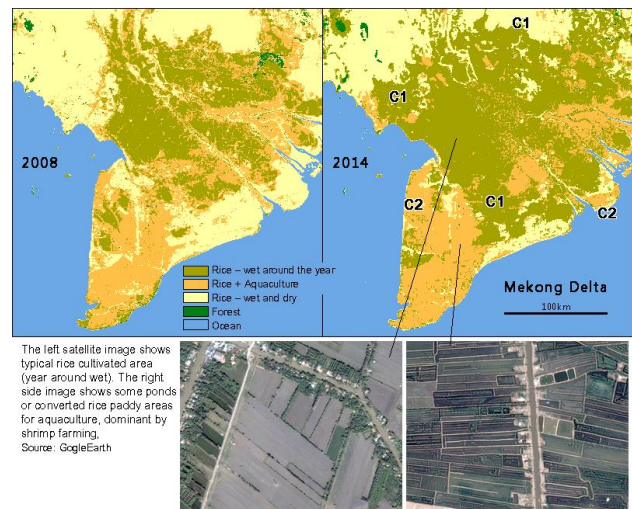 C1
C1
2008
2014
C2
C1
C2
Rice – wet around the year
Rice + Aquaculture
Rice – wet and dry
Forest
Ocean
Mekong Delta
100km
The left satellite image shows
typical rice cultivated area
(year around wet). The right
side image shows some ponds
or converted rice paddy areas
for aquaculture, dominant by
shrimp farming,
Source: GogleEarth